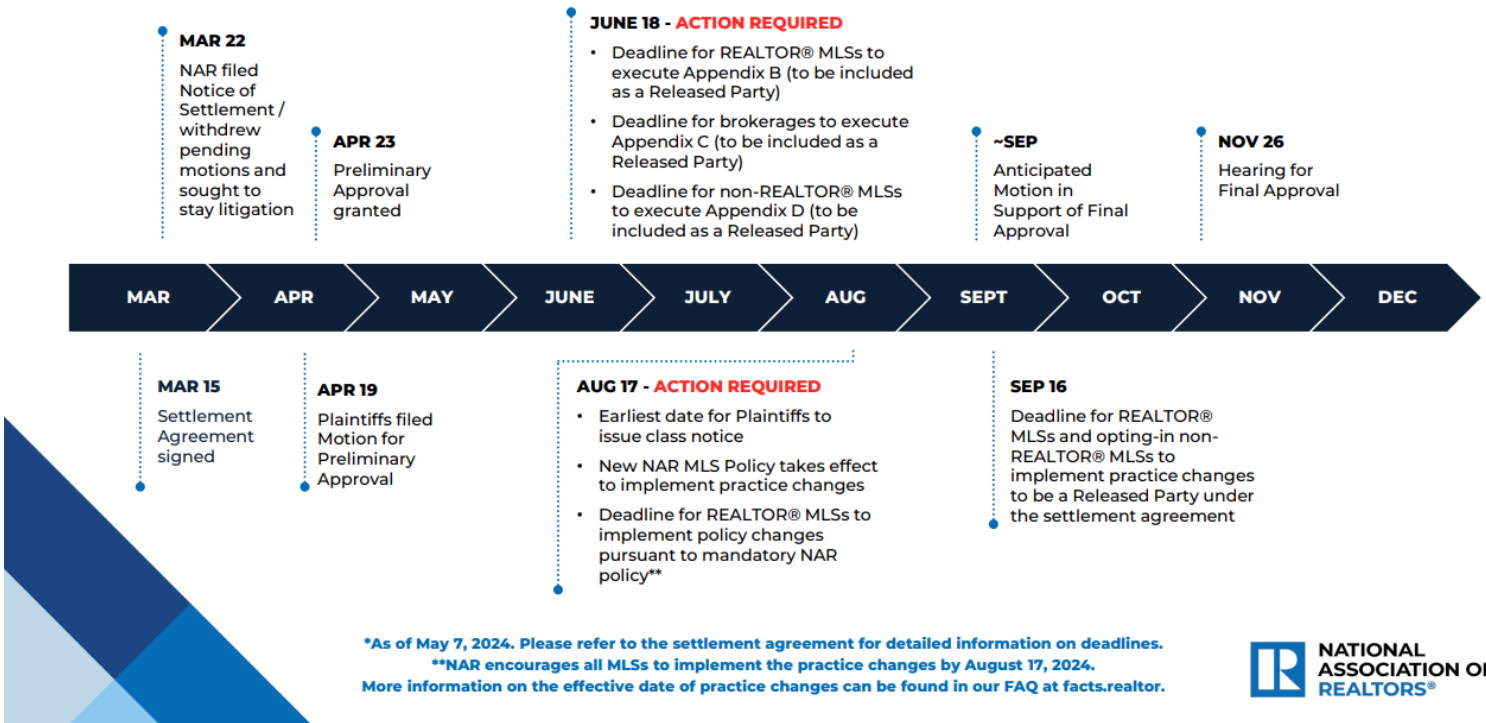 MAR 22
NAR filed
Notice of
Settlement /
withdrew
pending
motions and
sought to
stay litigation
APR 23
Preliminary
Approval
granted
JUNE 18 - ACTION REQUIRED
• Deadline for REALTOR® MLSs to
execute Appendix B (to be included
as a Released Party)
• Deadline for brokerages to execute
Appendix C (to be included as a
Released Party)
• Deadline for non-REALTOR® MLSs
to execute Appendix D (to be
included as a Released Party)
~SEP
Anticipated
Motion in
Support of Final
Approval
NOV 26
Hearing for
Final Approval
MAR APR MAY JUNE JULY AUG SEPT OCT NOV DEC
MAR 15
Settlement
Agreement
signed
APR 19
Plaintiffs filed
Motion for
Preliminary
Approval
AUG 17 - ACTION REQUIRED
• Earliest date for Plaintiffs to
issue class notice
• New NAR MLS Policy takes effect
to implement practice changes
• Deadline for REALTOR® MLSs to
implement policy changes
pursuant to mandatory NAR
policy**
SEP 16
Deadline for REALTOR®
MLSs and opting-in non-
REALTOR® MLSs to
implement practice changes
to be a Released Party under
the settlement agreement
*As of May 7, 2024. Please refer to the settlement agreement for detailed information on deadlines.
**NAR encourages all MLSs to implement the practice changes by August 17, 2024.
More information on the effective date of practice changes can be found in our FAQ at facts.realtor.
NATIONAL
ASSOCIATION O
REALTORS®